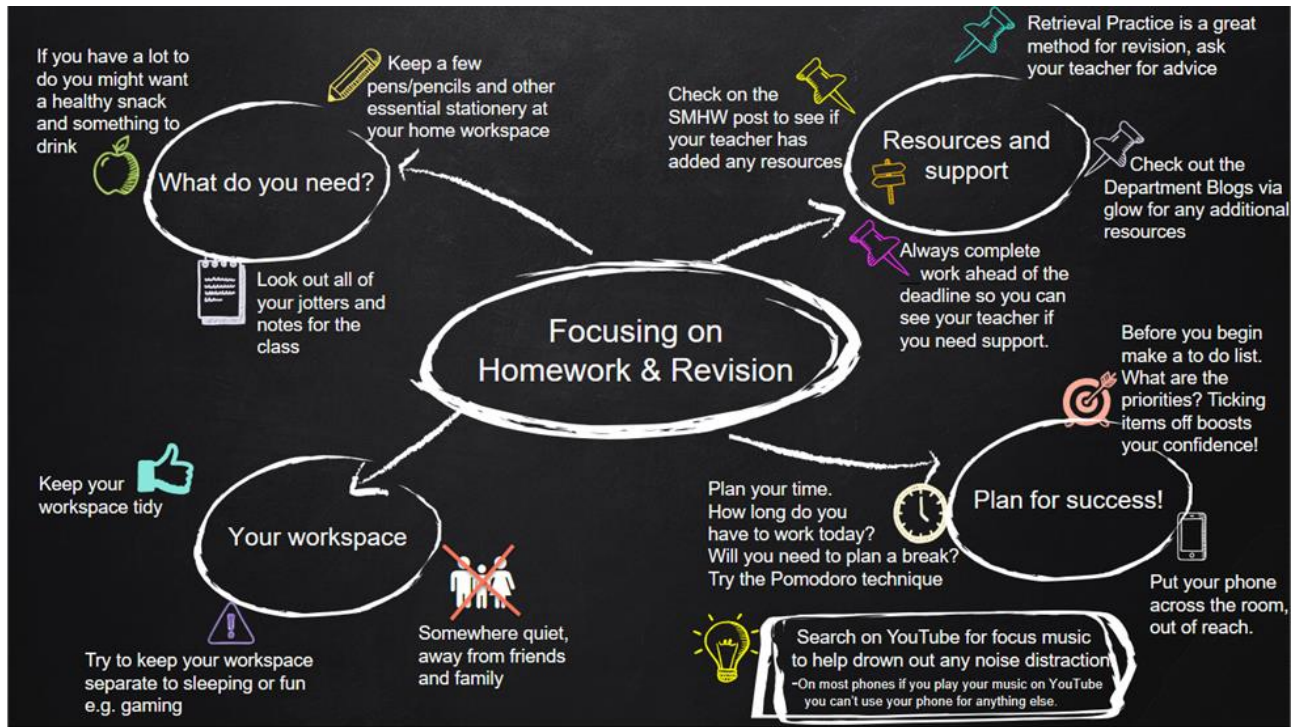 If you have a lot to
do you might want
a healthy snack
and something to
drink
Keep a few
pens/pencils and other
essential stationery at
your home workspace
What do you need?
Look out all of
your jotters and
notes for the
class
Retrieval Practice is a great
method for revision, ask
your teacher for advice
Check on the
SMHW post to see if
your teacher has
added any resources
Resources and
support
Check out the
Department Blogs via
glow for any additional
resources
Always complete
work ahead of the
deadline so you can
see your teacher if
you need support.
Focusing on
Homework & Revision
Before you begin
make a to do list.
What are the
priorities? Ticking
items off boosts
your confidence!
Keep your
workspace tidy
Your workspace
Try to keep your workspace
separate to sleeping or fun
e.g. gaming
Somewhere quiet,
away from friends
and family
Plan your time.
How long do you
have to work today?
Will you need to plan a break?
Try the Pomodoro technique
Plan for success!
Put your phone
across the room,
out of reach.
Search on YouTube for focus music
to help drown out any noise distraction
-On most phones if you play your music on YouTube
you can't use your phone for anything else.